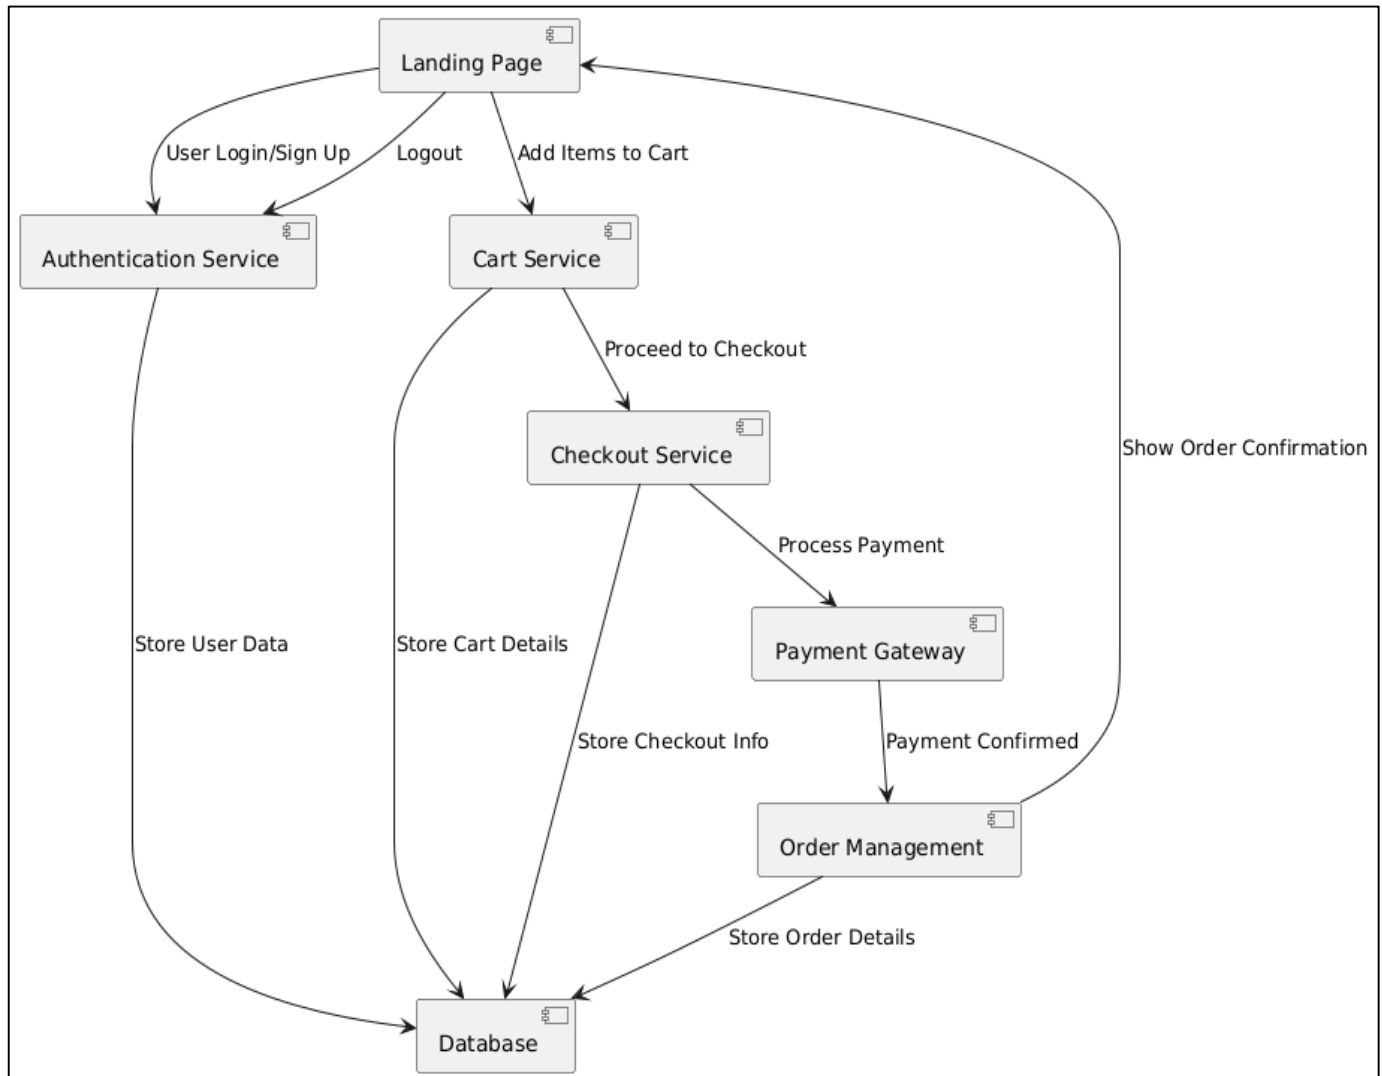 Landing Page
User Login/Sign Up
Logout
Add Items to Cart
Authentication Service
Cart Service
Proceed to Checkout
Checkout Service
Show Order Confirmation
Process Payment
Store User Data
Store Cart Details
Payment Gateway
Store Checkout Info
Payment Confirmed
Order Management
Store Order Details
Database